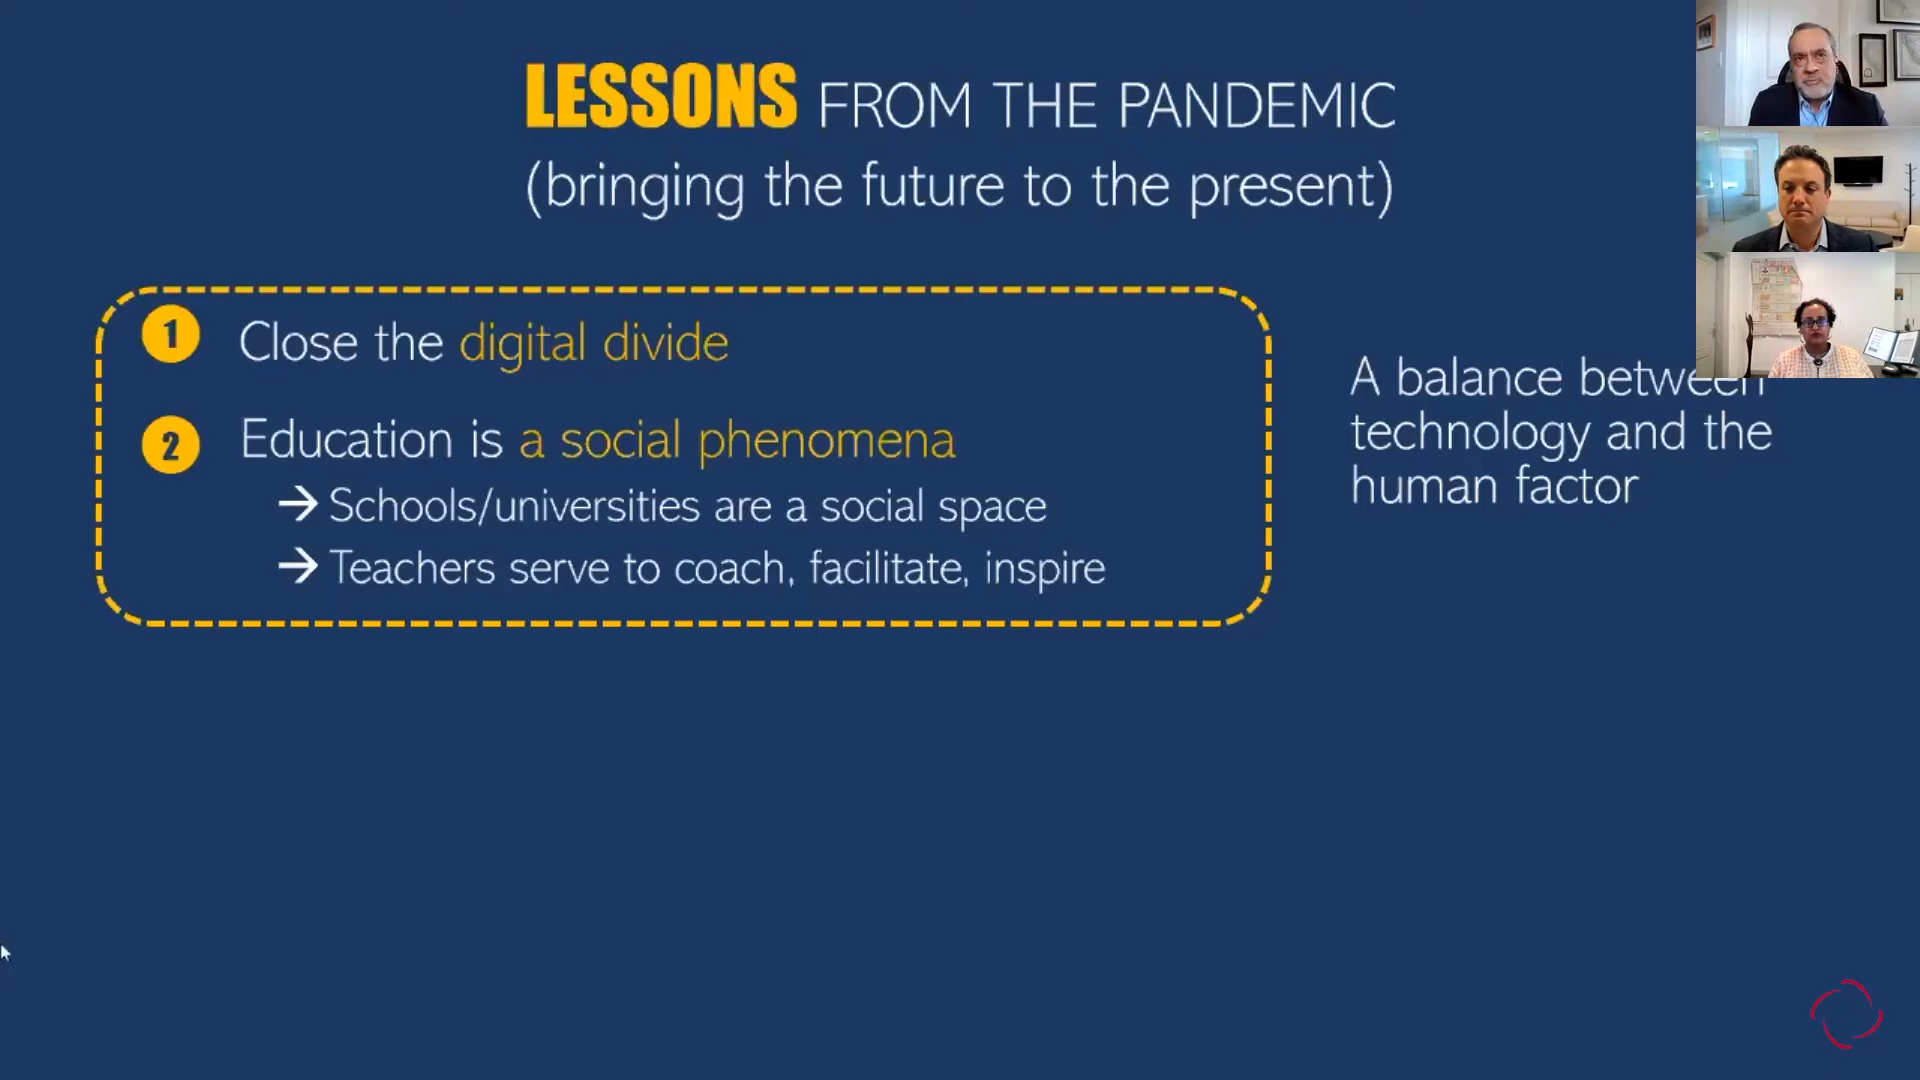 LESSONS FROM THE PANDEMIC
(bringing the future to the present)
1 Close the digital divide
2 Education is a social phenomena
→ Schools/universities are a social space
→ Teachers serve to coach, facilitate, inspire
A balance between
technology and the
human factor